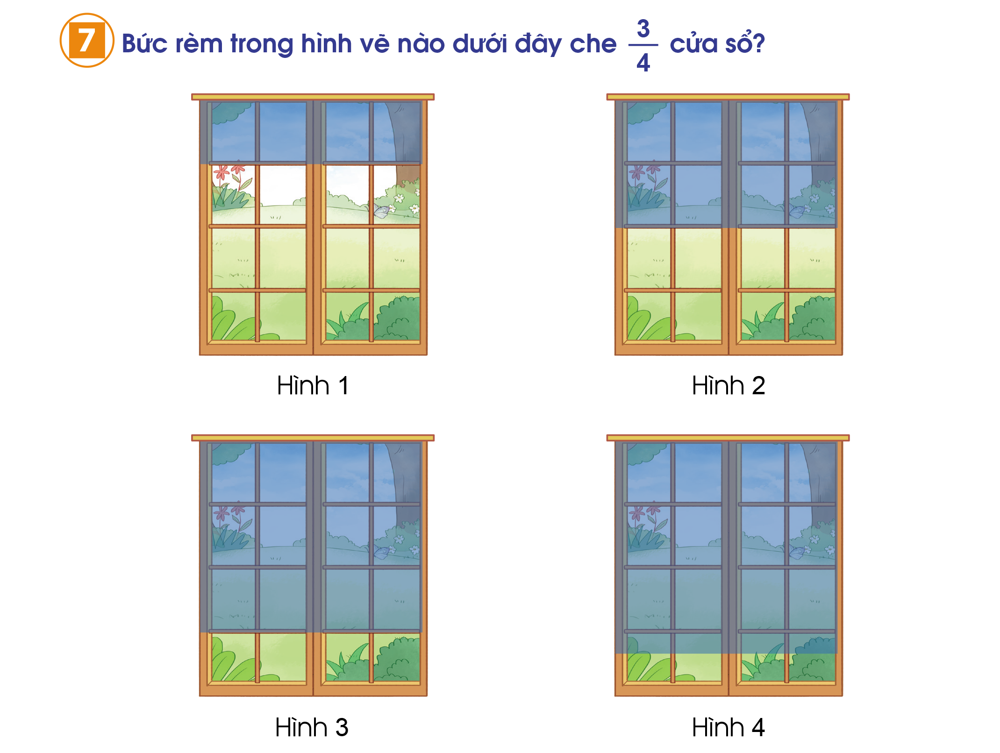 7 Bức rèm trong hình vẽ nào dưới đây che 3/4 cửa sổ?
Hình 1
Hình 2
Hình 3
Hình 4